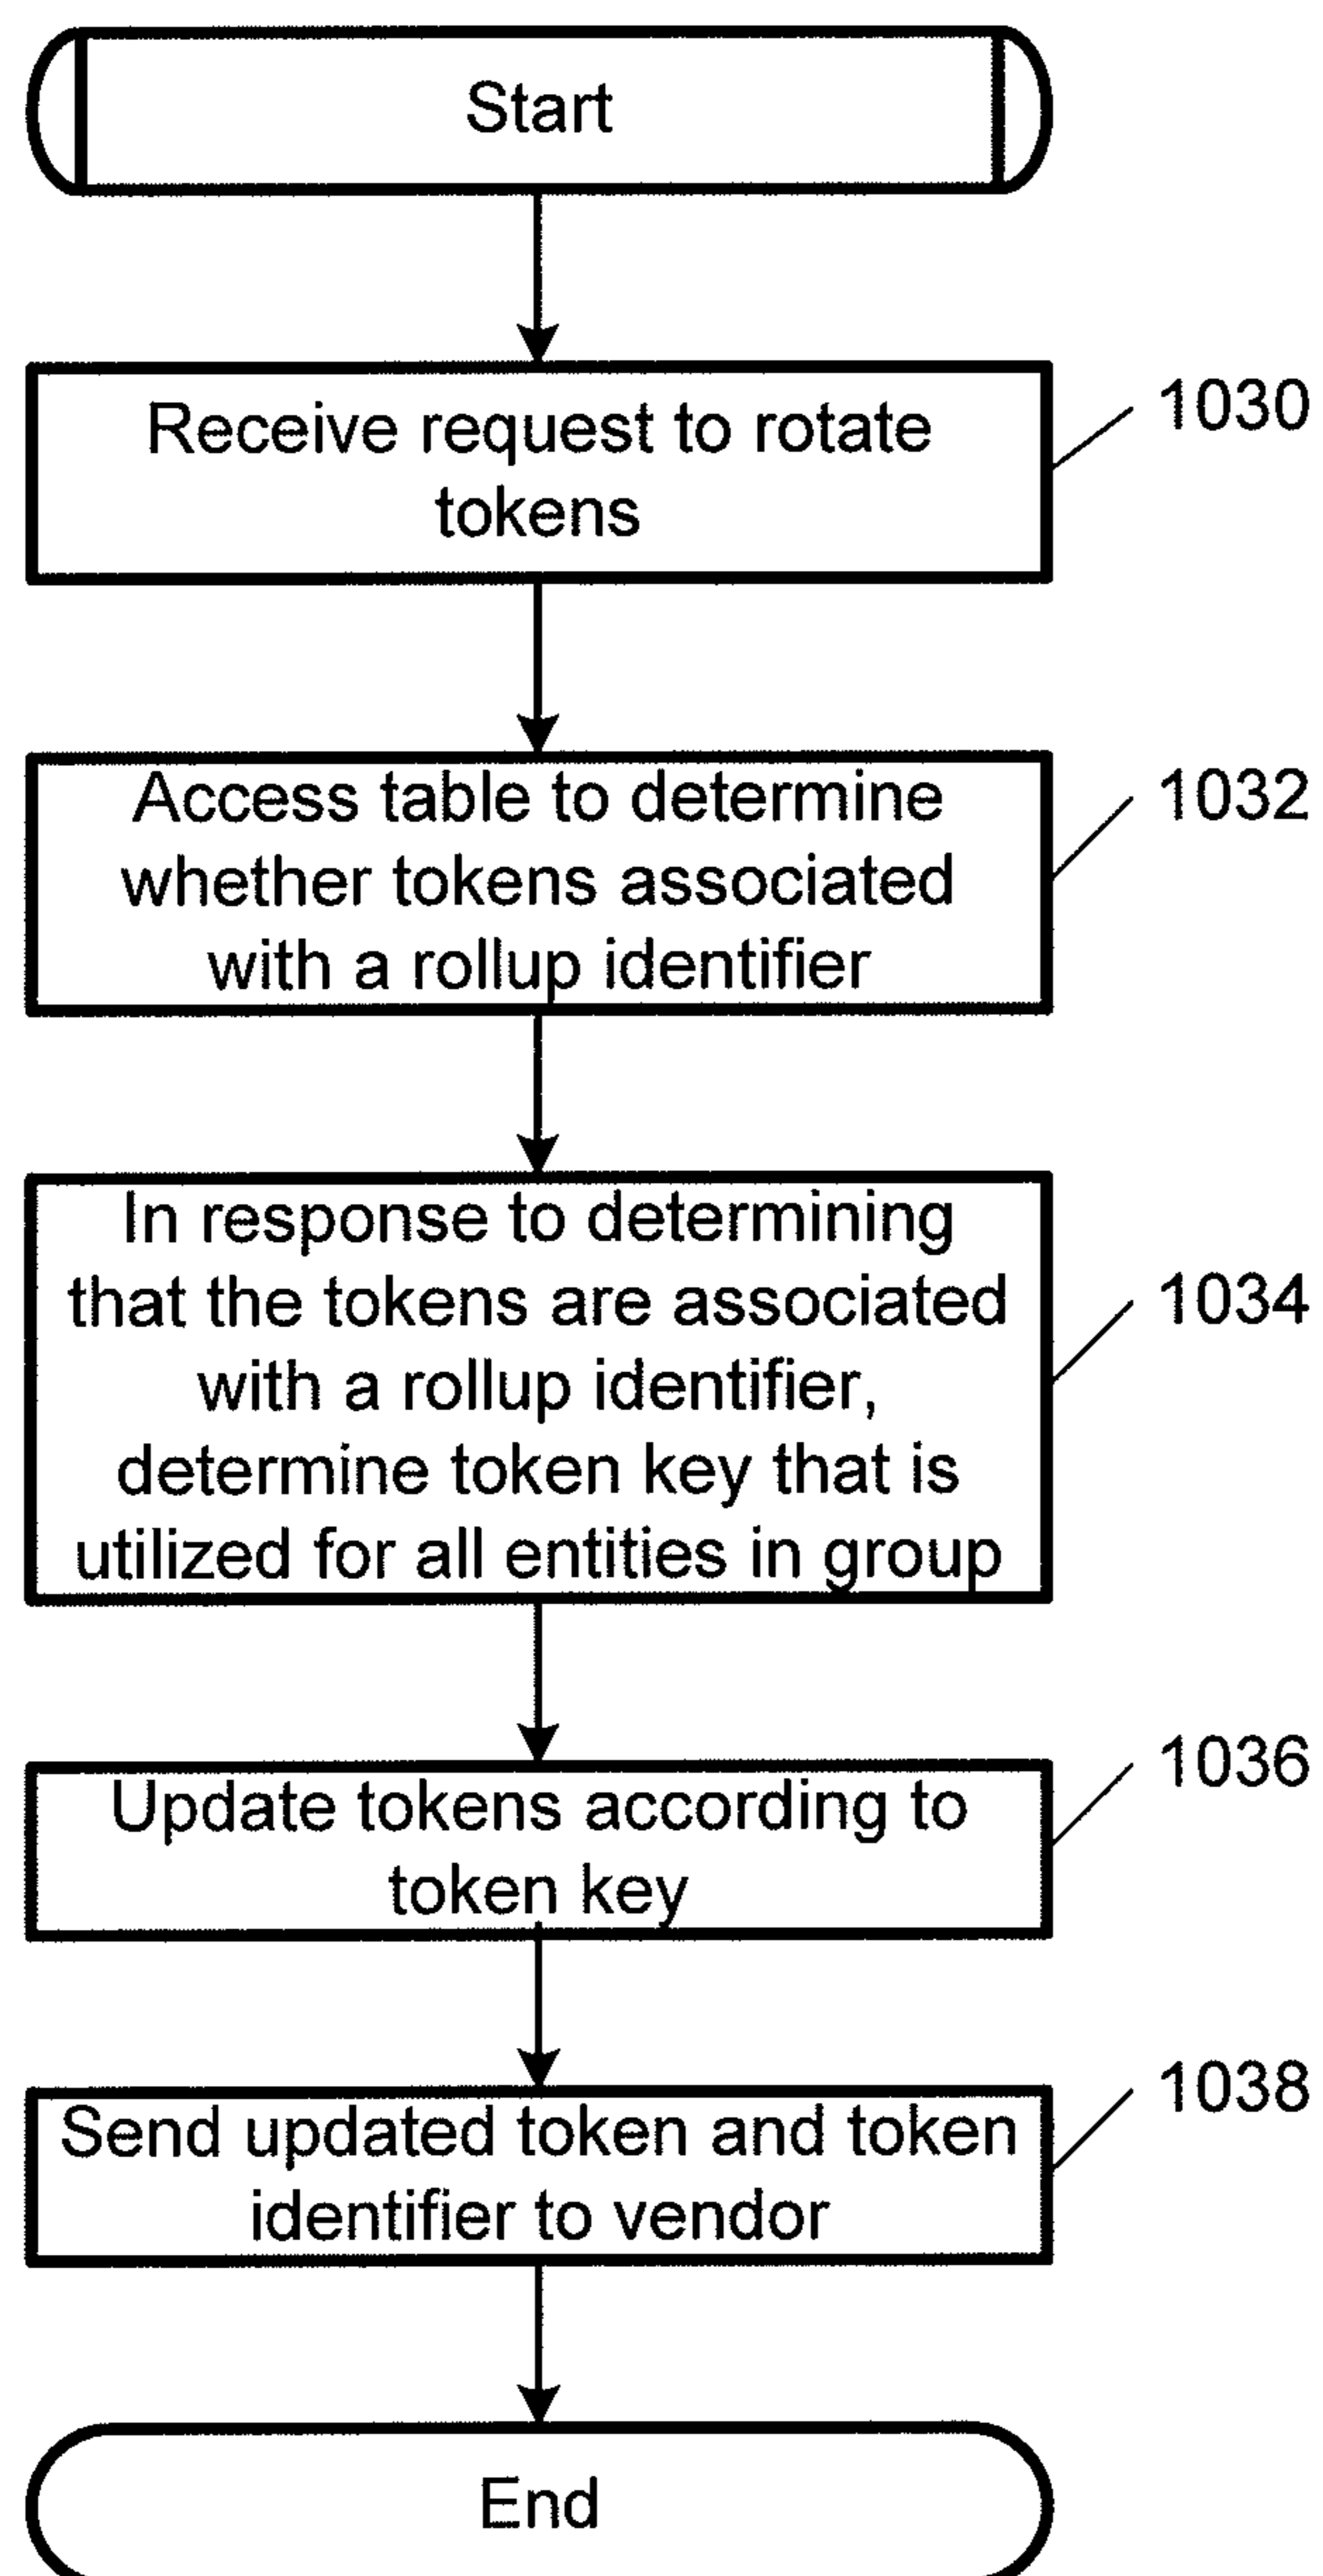 Start
Receive request to rotate
tokens
1030
Access table to determine
whether tokens associated
with a rollup identifier
1032
In response to determining
that the tokens are associated
with a rollup identifier,
determine token key that is
utilized for all entities in group
1034
Update tokens according to
token key
1036
Send updated token and token
identifier to vendor
1038
End